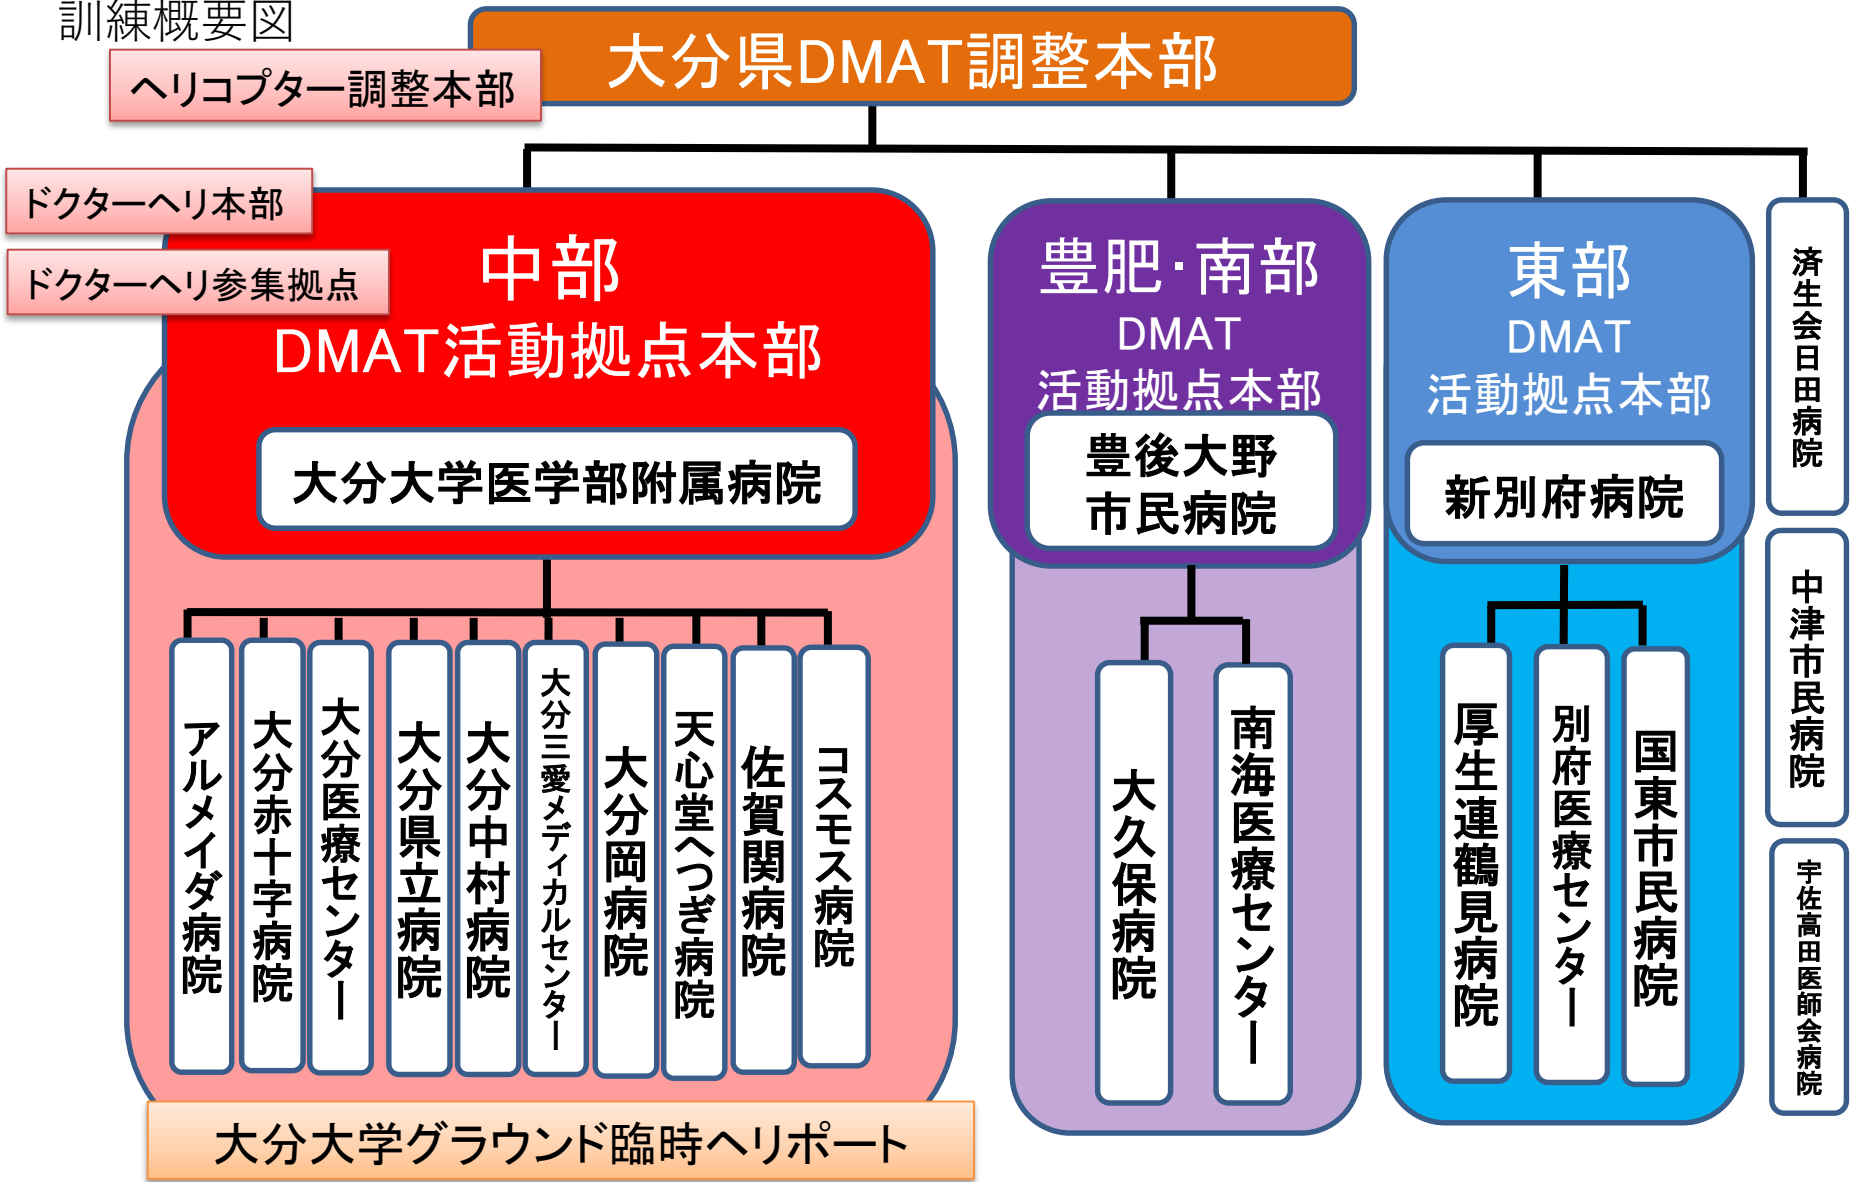 訓練概要図
大分県DMAT調整本部
ヘリコプター調整本部
ドクターヘリ本部
ドクターヘリ参集拠点
中部
DMAT活動拠点本部
大分大学医学部附属病院
アルメイダ病院
大分赤十字病院
大分医療センター
大分県立病院
大分中村病院
大分三愛メディカルセンター
大分岡病院
天心堂へつぎ病院
佐賀関病院
コスモス病院
大分大学グラウンド臨時ヘリポート
豊肥･南部
DMAT
活動拠点本部
豊後大野
市民病院
大久保病院
南海医療センター
東部
DMAT
活動拠点本部
新別府病院
厚生連鶴見病院
別府医療センター
国東市民病院
済生会日田病院
中津市民病院
宇佐高田医師会病院